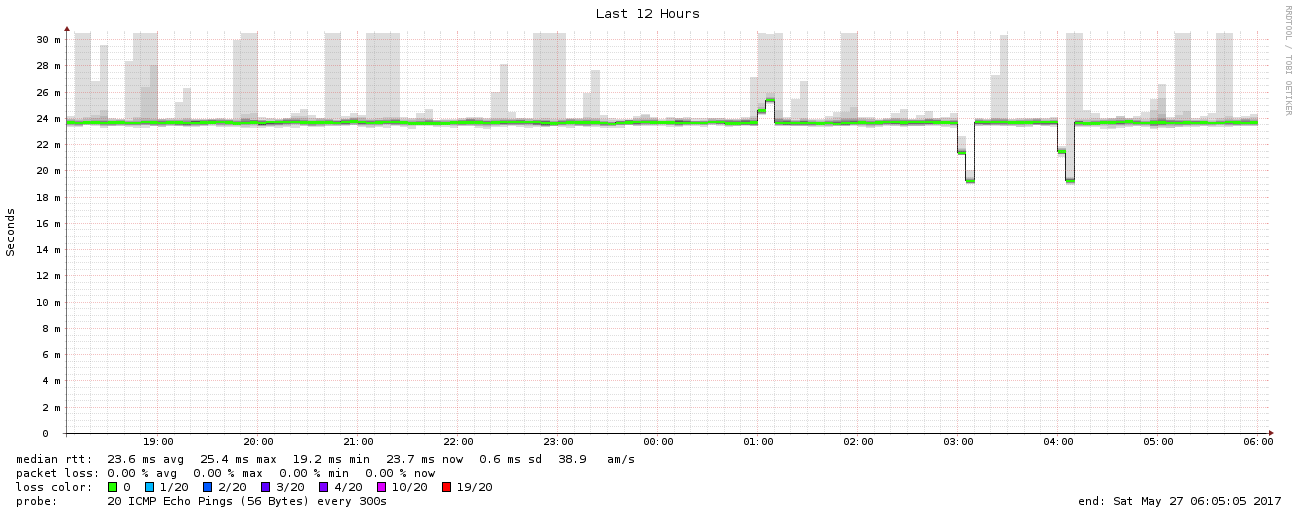 Last 12 Hours
RRDTOOL / TOBI OETIKER
Seconds
30 m
28 m
26 m
24 m
22 m
20 m
18 m
16 m
14 m
12 m
10 m
8 m
6 m
4 m
2 m
0
19:00 20:00 21:00 22:00 23:00 00:00 01:00 02:00 03:00 04:00 05:00 06:00
median rtt: 23.6 ms avg 25.4 ms max 19.2 ms min 23.7 ms now 0.6 ms sd 38.9 am/s
packet loss: 0.00 % avg 0.00 % max 0.00 % min 0.00 % now
loss color: 0 1/20 2/20 3/20 4/20 10/20 19/20
probe: 20 ICMP Echo Pings (56 Bytes) every 300s end: Sat May 27 06:05:05 2017